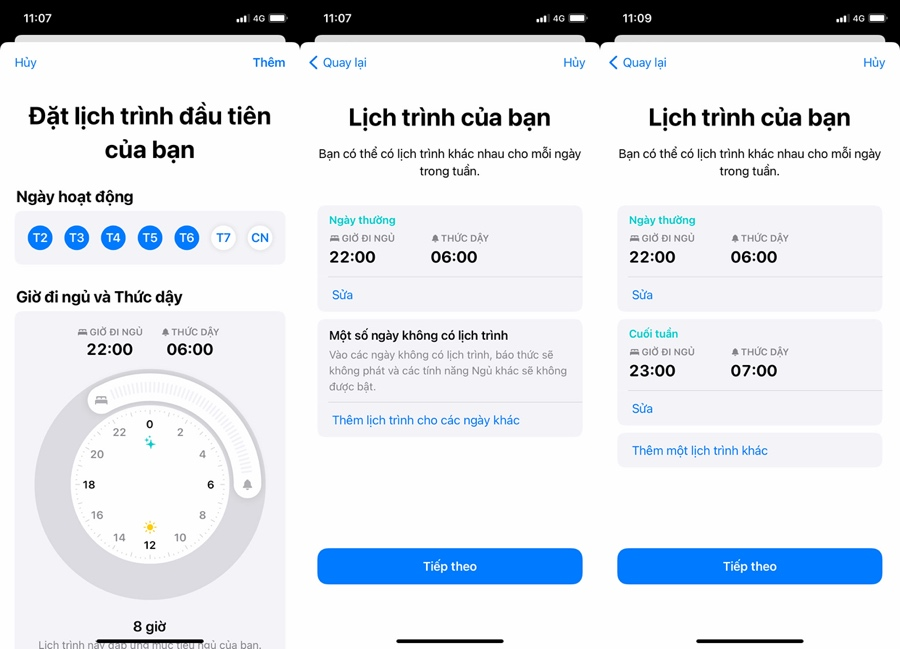 11:07
4G
Hủy
Thêm
Đặt lịch trình đầu tiên
của bạn
Ngày hoạt động
T2 T3 T4 T5 T6 T7 CN
Giờ đi ngủ và Thức dậy
GIỜ ĐI NGỦ THỨC DẬY
22:00 06:00
0
22 2
20 4
18 6
16 8
14 10
12
8 giờ
Lịch trình này đáp ứng mục tiêu ngủ của bạn.
11:07
4G
Quay lại
Hủy
Lịch trình của bạn
Bạn có thể có lịch trình khác nhau cho mỗi ngày
trong tuần.
Ngày thường
GIỜ ĐI NGỦ THỨC DẬY
22:00 06:00
Sửa
Một số ngày không có lịch trình
Vào các ngày không có lịch trình, báo thức sẽ
không phát và các tính năng Ngủ khác sẽ không
được bật.
Thêm lịch trình cho các ngày khác
Tiếp theo
11:09
4G
Quay lại
Hủy
Lịch trình của bạn
Bạn có thể có lịch trình khác nhau cho mỗi ngày
trong tuần.
Ngày thường
GIỜ ĐI NGỦ THỨC DẬY
22:00 06:00
Sửa
Cuối tuần
GIỜ ĐI NGỦ THỨC DẬY
23:00 07:00
Sửa
Thêm một lịch trình khác
Tiếp theo